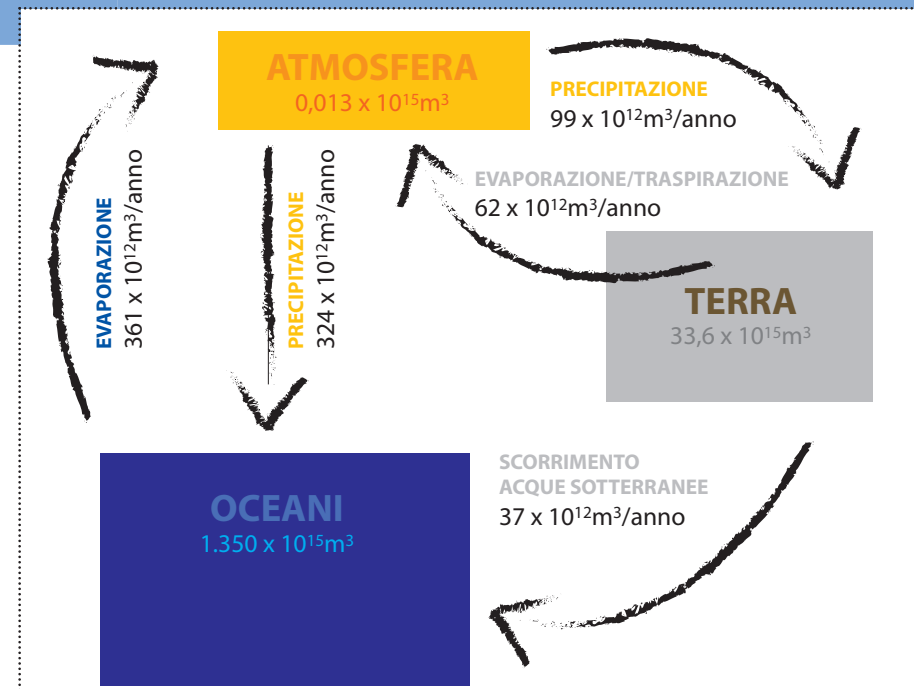 ATMOSFERA
0,013 x 10¹⁵m³
PRECIPITAZIONE
99 x 10¹²m³/anno
EVAPORAZIONE/TRASPIRAZIONE
62 x 10¹²m³/anno
EVAPORAZIONE
361 x 10¹²m³/anno
PRECIPITAZIONE
324 x 10¹²m³/anno
TERRA
33,6 x 10¹⁵m³
OCEANI
1.350 x 10¹⁵m³
SCORRIMENTO
ACQUE SOTTERRANEE
37 x 10¹²m³/anno